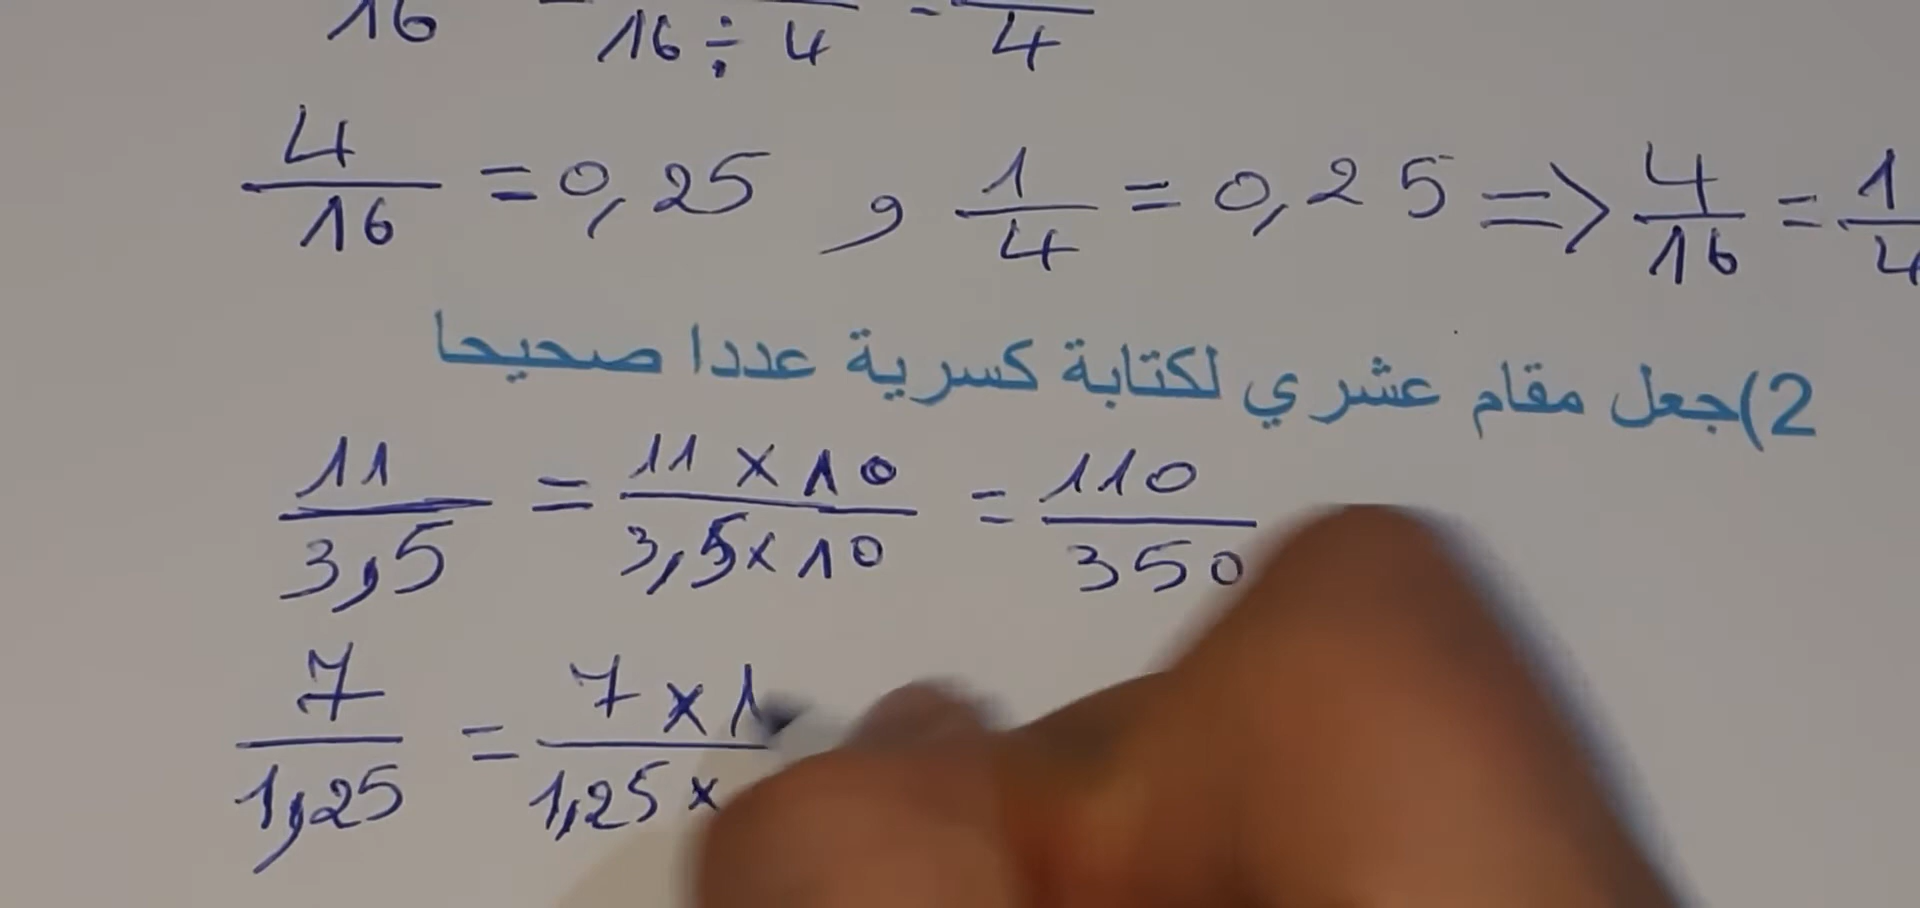 16 = 16 ÷ 4 = 4
4/16 = 0,25 , 1/4 = 0,25 => 4/16 = 1/4
2)جعل مقام عشري لكتابة كسرية عددا صحيحا
11/3,5 = 11 × 10/3,5 × 10 = 110/350
7/1,25 = 7 × 1/1,25 ×